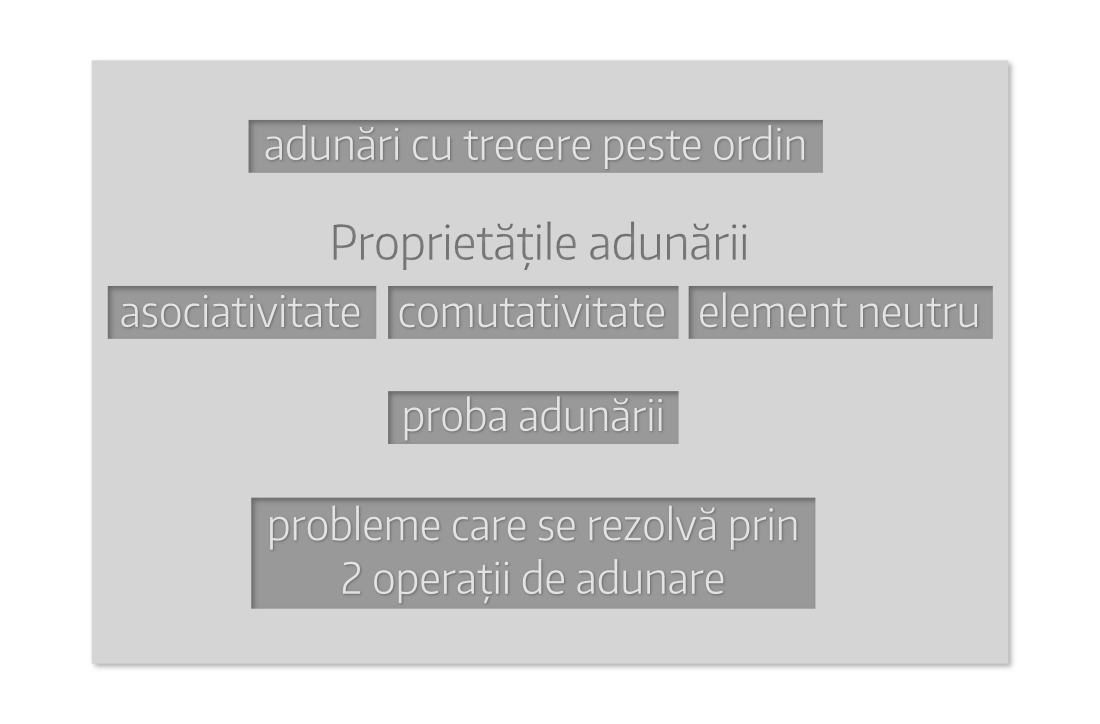 adunări cu trecere peste ordin
Proprietățile adunării
asociativitate comutativitate element neutru
proba adunării
probleme care se rezolvă prin
2 operații de adunare